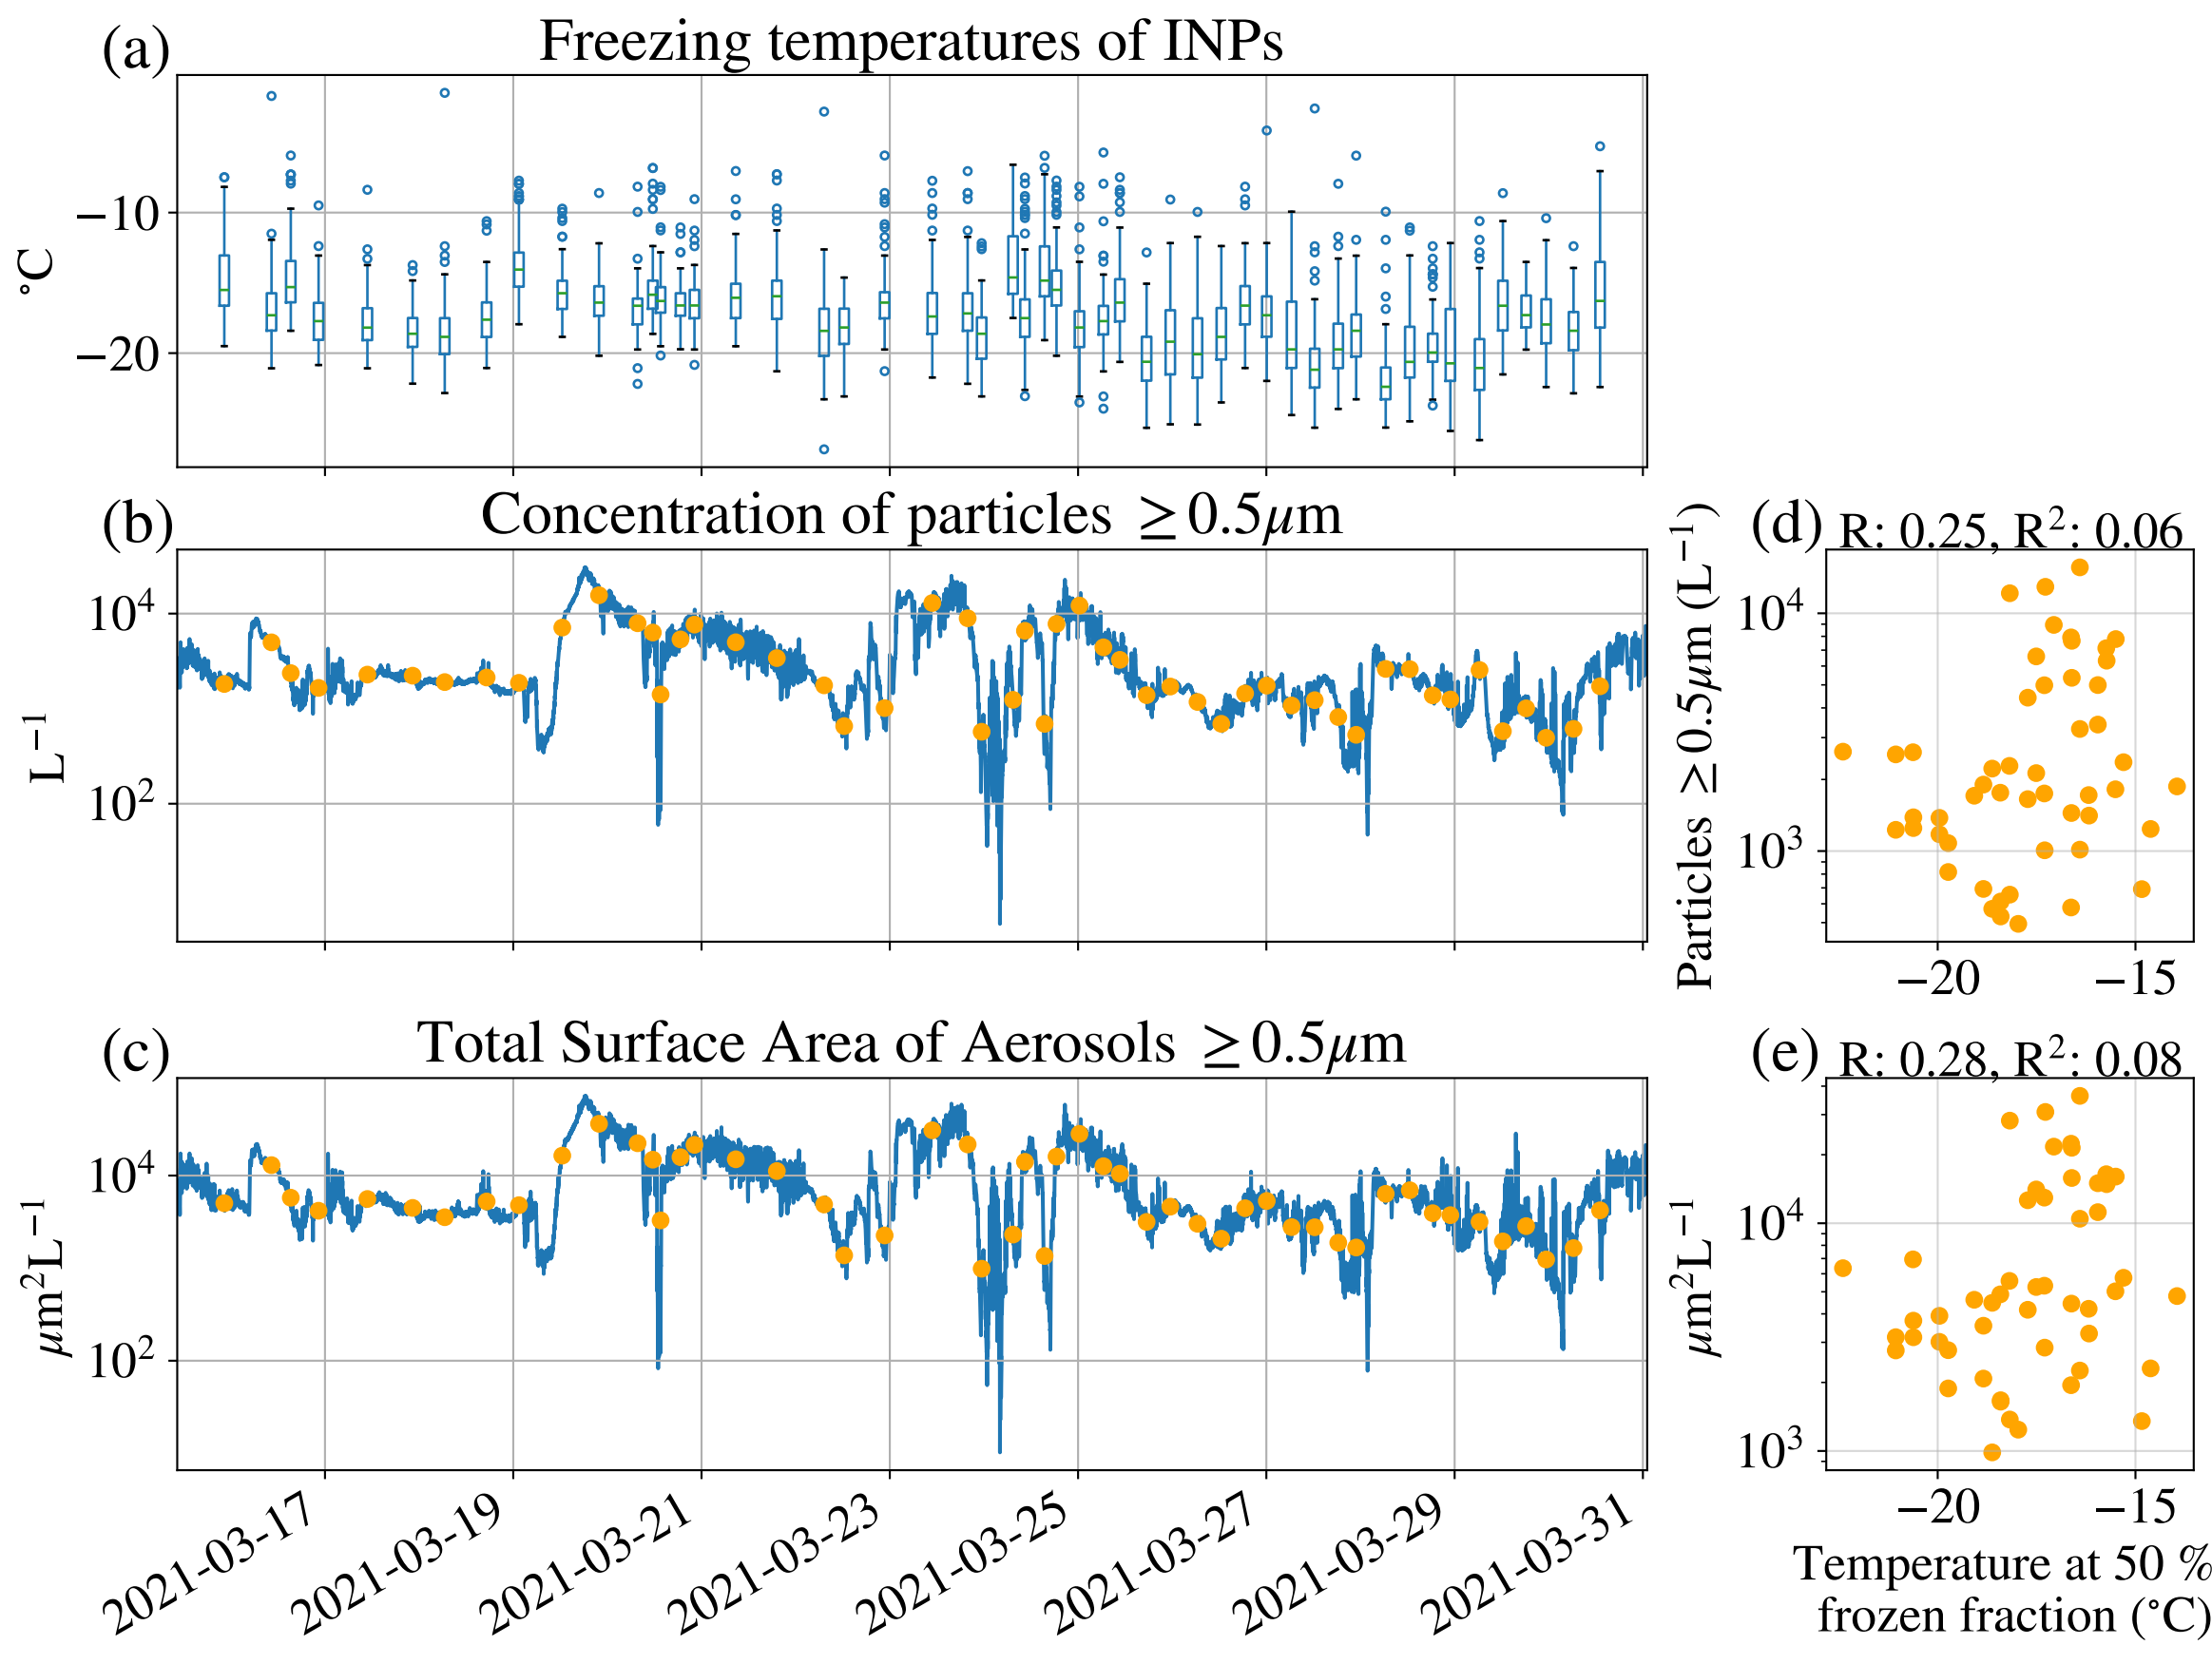 (a) Freezing temperatures of INPs
°C
−10
−20
(b) Concentration of particles ≥0.5μm
L⁻¹
10⁴
10²
(c) Total Surface Area of Aerosols ≥0.5μm
μm²L⁻¹
10⁴
10²
2021-03-17
2021-03-19
2021-03-21
2021-03-23
2021-03-25
2021-03-27
2021-03-29
2021-03-31
(d) R: 0.25, R²: 0.06
Particles ≥0.5μm (L⁻¹)
10⁴
10³
−20 −15
(e) R: 0.28, R²: 0.08
μm²L⁻¹
10⁴
10³
−20 −15
Temperature at 50 %
frozen fraction (°C)